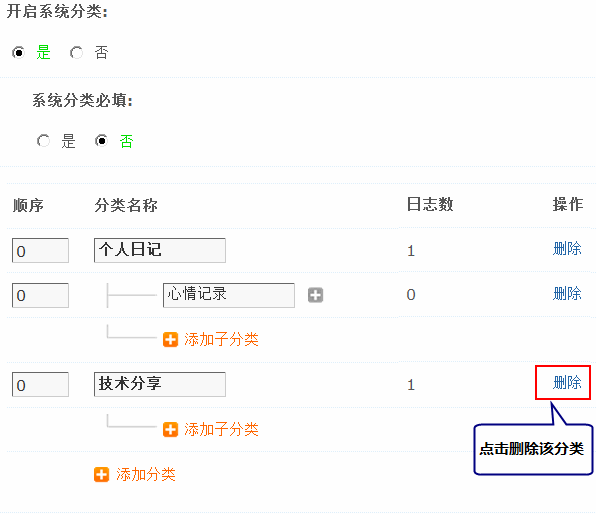 开启系统分类:
是 否
系统分类必填:
是 否
顺序 分类名称 日志数 操作
0 个人日记 1 删除
0 心情记录 0 删除
添加子分类
0 技术分享 1 删除
添加子分类
点击删除该分类
添加分类